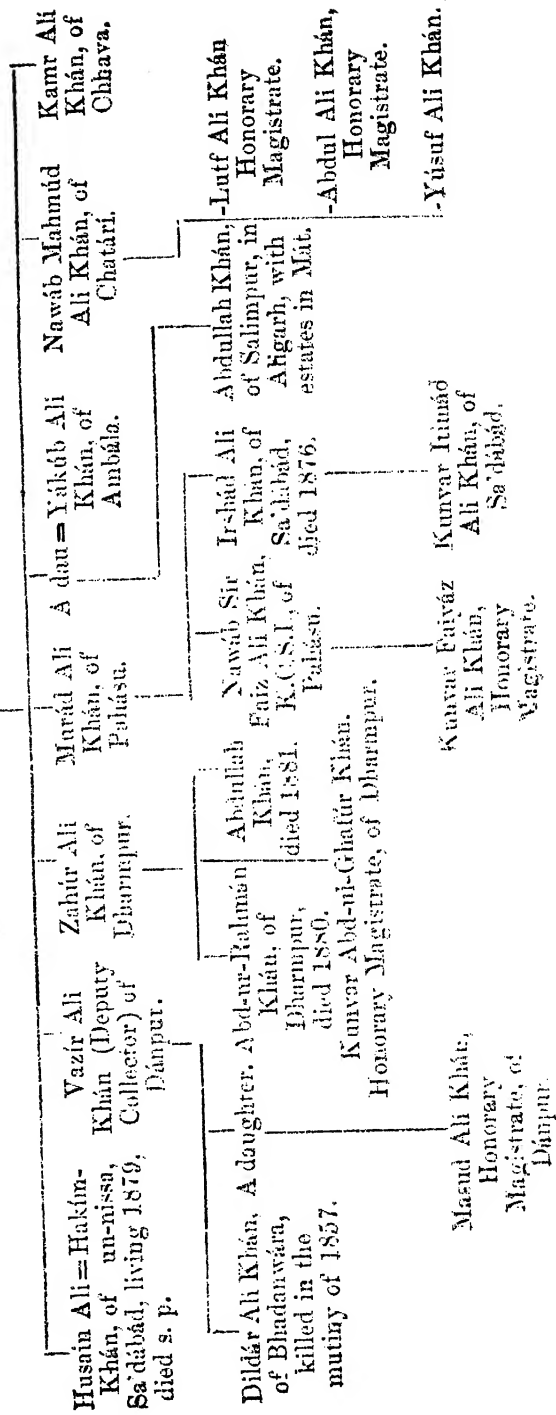 Husain Ali=Hakím-
Khán, of un-nissa,
Sa'dábád, living 1879,
died s. p.
Vazír Ali
Khán (Deputy
Collector) of
Dánpur.
Zahúr Ali
Khán, of
Dharmpur.
Murád Ali
Khán, of
Pahásu.
A dau=Yákúb Ali
Khán, of
Ambála.
Nawáb Mahmúd
Ali Khán, of
Chatári.
Kamr Ali
Khán, of
Chhava.
Dildár Ali Khán,
of Bhadanwára,
killed in the
mutiny of 1857.
A daughter.
Abd-ur-Rahmán
Khán, of
Dharmpur,
died 1880.
Abdullah
Khán,
died 1881.
Nawáb Sir
Faiz Ali Khán,
K.C.S.I., of
Pahásu.
Irshád Ali
Khan, of
Sa'dábád,
died 1876.
Abdullah Khán,
of Salimpur, in
Aligarh, with
estates in Mát.
-Lutf Ali Khán
Honorary
Magistrate.
-Abdul Ali Khán,
Honorary
Magistrate.
-Yúsuf Ali Khán.
Kunvar Abd-ul-Ghafúr Khán.
Honorary Magistrate, of Dharmpur.
Masud Ali Khán,
Honorary
Magistrate, of
Dánpur.
Kunvar Faiyáz
Ali Khán,
Honorary
Magistrate.
Kunvar
Ali Khán, of
Sa'dábád.